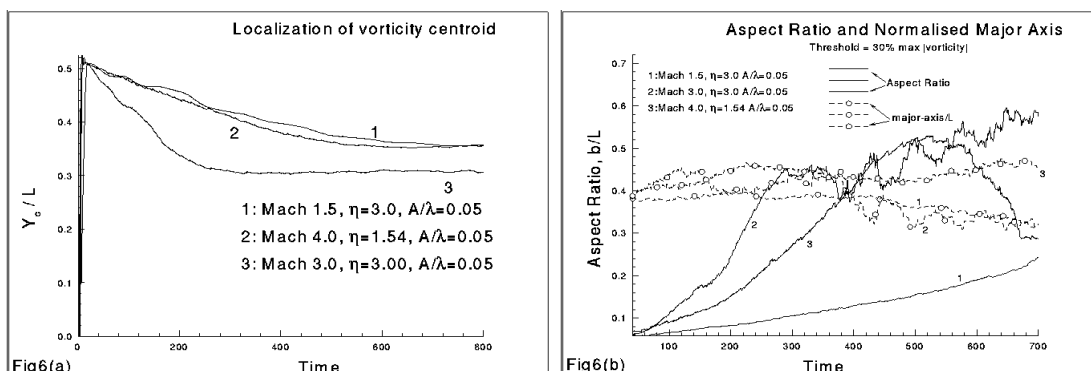 Localization of vorticity centroid
0.5
0.4
0.3
0.2
0.1
0.0
Y_c / L
1
2
3
1: Mach 1.5, η=3.0, A/λ=0.05
2: Mach 4.0, η=1.54, A/λ=0.05
3: Mach 3.0, η=3.00, A/λ=0.05
0
200
400
600
800
Time
Fig6(a)
Aspect Ratio and Normalised Major Axis
Threshold = 30% max |vorticity|
1:Mach 1.5, η=3.0 A/λ=0.05
2:Mach 3.0, η=3.0 A/λ=0.05
3:Mach 4.0, η=1.54 A/λ=0.05
Aspect Ratio
major-axis/L
0.7
0.6
0.5
0.4
0.3
0.2
0.1
Aspect Ratio, b/L
2
3
1
2
3
1
100
200
300
400
500
600
700
Time
Fig6(b)